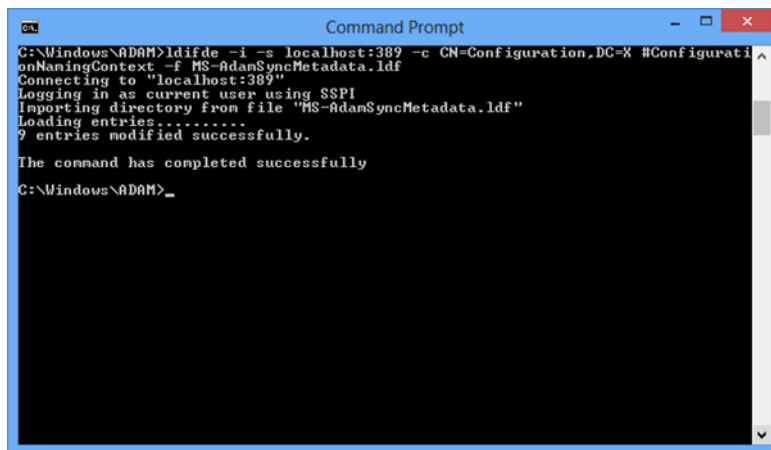 Command Prompt
C:\Windows\ADAM>ldifde -i -s localhost:389 -c CN=Configuration,DC=X #Configurati
onNamingContext -f MS-AdamSyncMetadata.ldf
Connecting to "localhost:389"
Logging in as current user using SSPI
Importing directory from file "MS-AdamSyncMetadata.ldf"
Loading entries..........
9 entries modified successfully.
The command has completed successfully
C:\Windows\ADAM>_